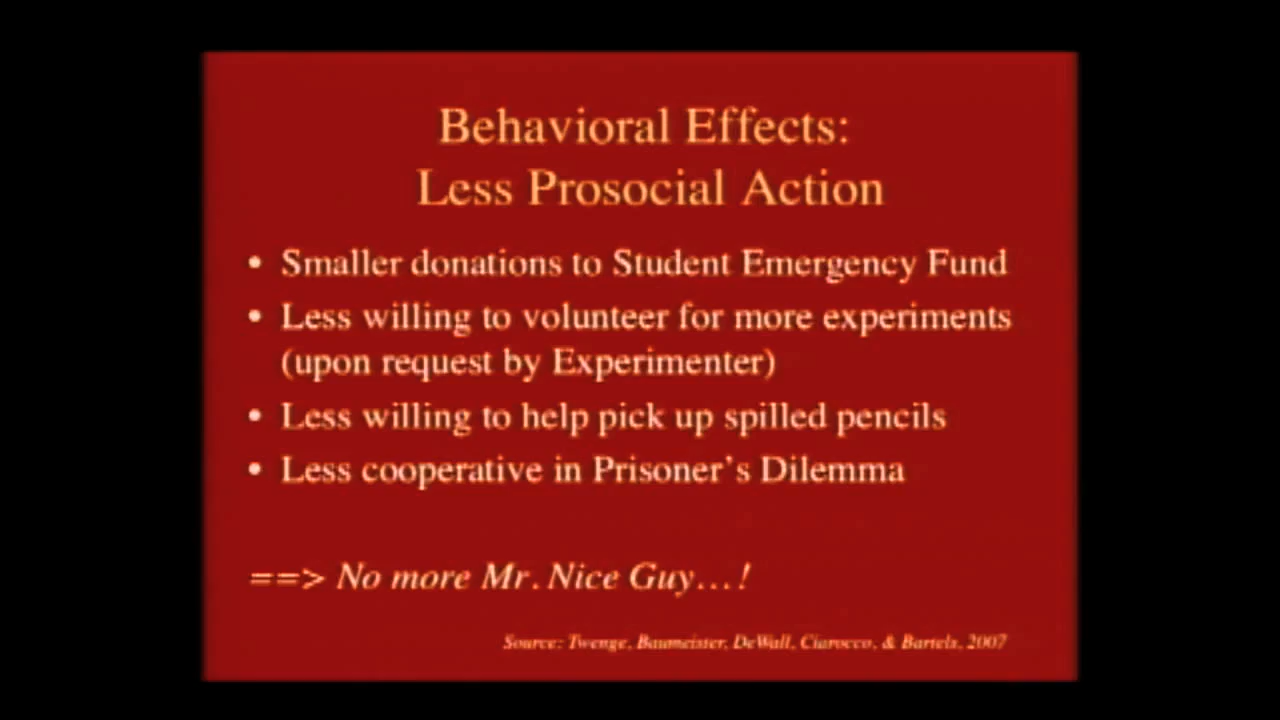 Behavioral Effects:
Less Prosocial Action
• Smaller donations to Student Emergency Fund
• Less willing to volunteer for more experiments
(upon request by Experimenter)
• Less willing to help pick up spilled pencils
• Less cooperative in Prisoner's Dilemma
==> No more Mr. Nice Guy…!
Source: Twenge, Baumeister, DeWall, Ciarocco, & Bartels, 2007